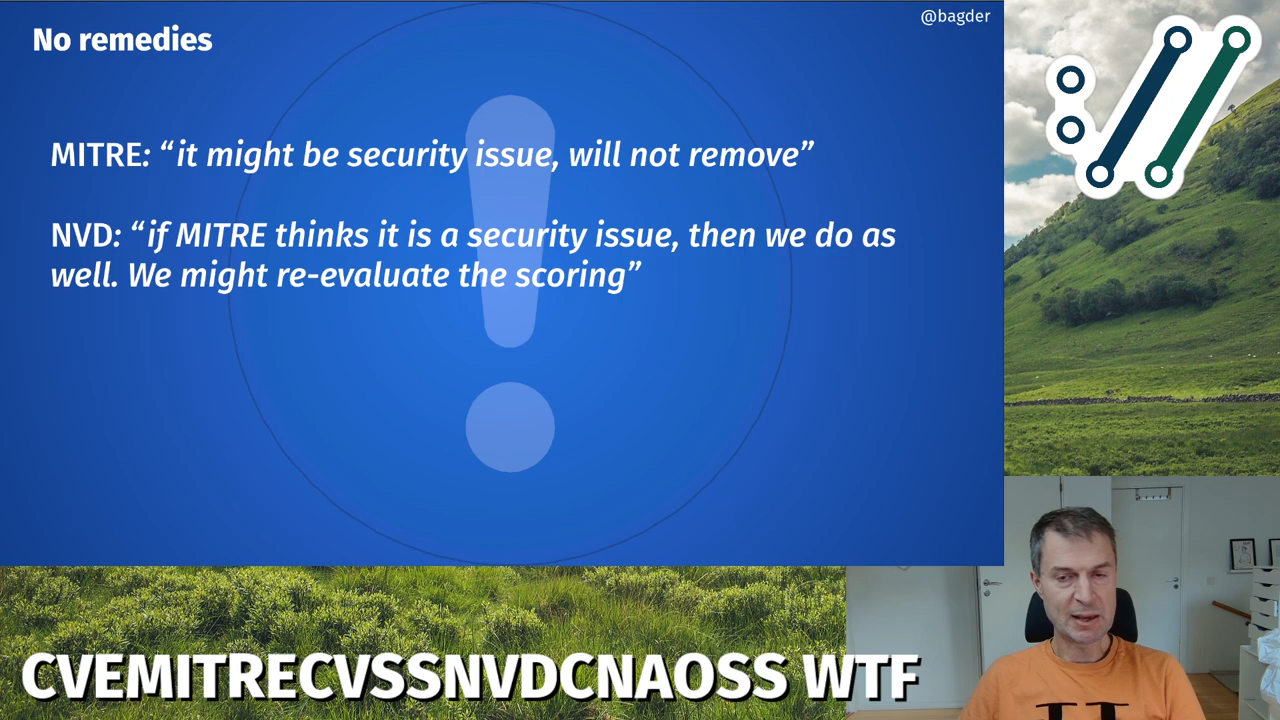 @bagder
No remedies
MITRE: “it might be security issue, will not remove”
NVD: “if MITRE thinks it is a security issue, then we do as
well. We might re-evaluate the scoring”
CVEMITRECVSSNVDCNAOSS WTF